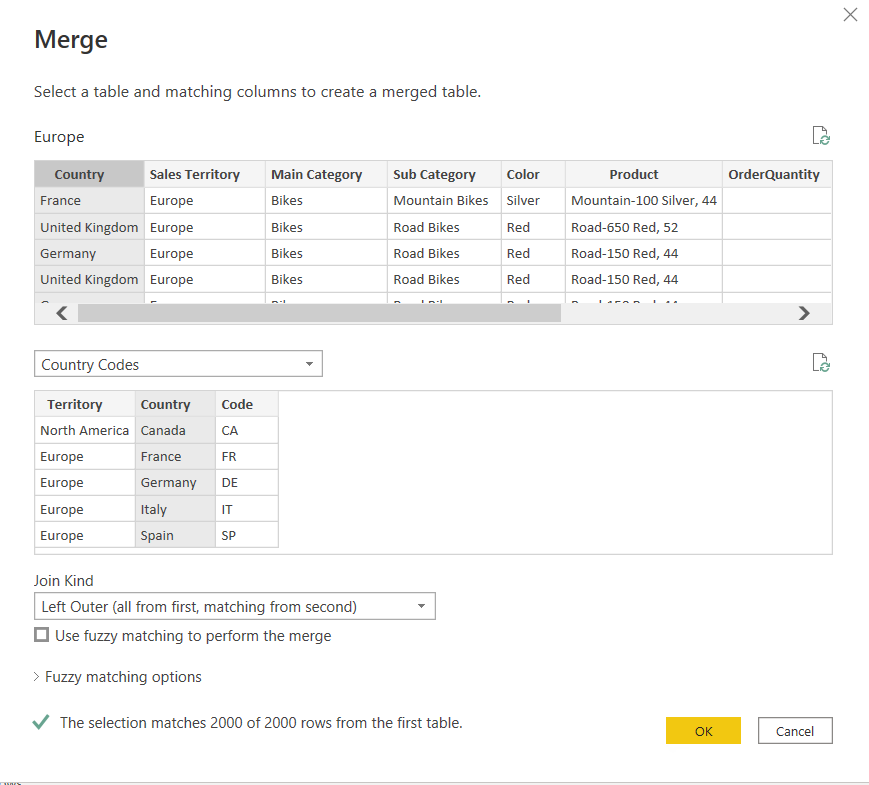 Merge
Select a table and matching columns to create a merged table.
Europe
Country Sales Territory Main Category Sub Category Color Product OrderQuantity
France Europe Bikes Mountain Bikes Silver Mountain-100 Silver, 44
United Kingdom Europe Bikes Road Bikes Red Road-650 Red, 52
Germany Europe Bikes Road Bikes Red Road-150 Red, 44
United Kingdom Europe Bikes Road Bikes Red Road-150 Red, 44
Country Codes
Territory Country Code
North America Canada CA
Europe France FR
Europe Germany DE
Europe Italy IT
Europe Spain SP
Join Kind
Left Outer (all from first, matching from second)
Use fuzzy matching to perform the merge
Fuzzy matching options
The selection matches 2000 of 2000 rows from the first table.
OK Cancel